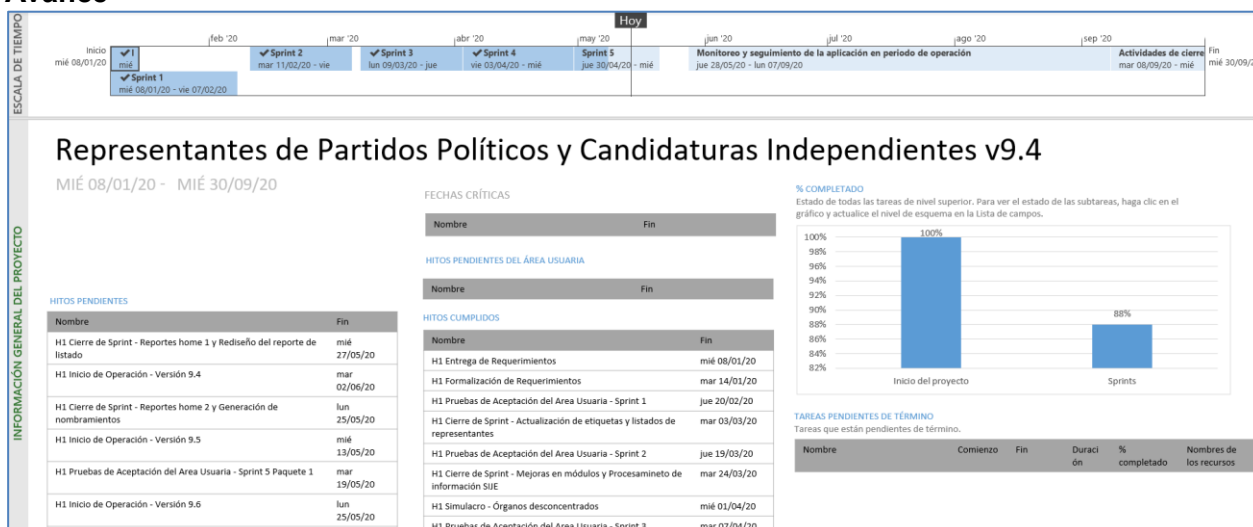 Avance
Hoy
ESCALA DE TIEMPO
feb '20
mar '20
abr '20
may '20
jun '20
jul '20
ago '20
sep '20
Inicio
mié 08/01/20
✔I
mié
✔Sprint 2
mar 11/02/20 - vie
✔Sprint 3
lun 09/03/20 - jue
✔Sprint 4
vie 03/04/20 - mié
Sprint 5
jue 30/04/20 - mié
Monitoreo y seguimiento de la aplicación en periodo de operación
jue 28/05/20 - lun 07/09/20
Actividades de cierre
mar 08/09/20 - mié
Fin
mié 30/09/2
✔Sprint 1
mié 08/01/20 - vie 07/02/20
INFORMACIÓN GENERAL DEL PROYECTO
Representantes de Partidos Políticos y Candidaturas Independientes v9.4
MIÉ 08/01/20 - MIÉ 30/09/20
HITOS PENDIENTES
Nombre Fin
H1 Cierre de Sprint - Reportes home 1 y Rediseño del reporte de mié
listado 27/05/20
H1 Inicio de Operación - Versión 9.4 mar
02/06/20
H1 Cierre de Sprint - Reportes home 2 y Generación de lun
nombramientos 25/05/20
H1 Inicio de Operación - Versión 9.5 mié
13/05/20
H1 Pruebas de Aceptación del Area Usuaria - Sprint 5 Paquete 1 mar
19/05/20
H1 Inicio de Operación - Versión 9.6 lun
25/05/20
FECHAS CRÍTICAS
Nombre Fin
HITOS PENDIENTES DEL ÁREA USUARIA
Nombre Fin
HITOS CUMPLIDOS
Nombre Fin
H1 Entrega de Requerimientos mié 08/01/20
H1 Formalización de Requerimientos mar 14/01/20
H1 Pruebas de Aceptación del Area Usuaria - Sprint 1 jue 20/02/20
H1 Cierre de Sprint - Actualización de etiquetas y listados de mar 03/03/20
representantes
H1 Pruebas de Aceptación del Area Usuaria - Sprint 2 jue 19/03/20
H1 Cierre de Sprint - Mejoras en módulos y Procesamineto de mar 24/03/20
información SIJE
H1 Simulacro - Órganos desconcentrados mié 01/04/20
H1 Pruebas de Aceptación del Area Usuaria - Sprint 3 mar 07/04/20
% COMPLETADO
Estado de todas las tareas de nivel superior. Para ver el estado de las subtareas, haga clic en el
gráfico y actualice el nivel de esquema en la Lista de campos.
100%
98%
96%
94%
92%
90%
88%
86%
84%
82%
100%
88%
Inicio del proyecto
Sprints
TAREAS PENDIENTES DE TÉRMINO
Tareas que están pendientes de término.
Nombre Comienzo Fin Duraci % Nombres de
ón completado los recursos